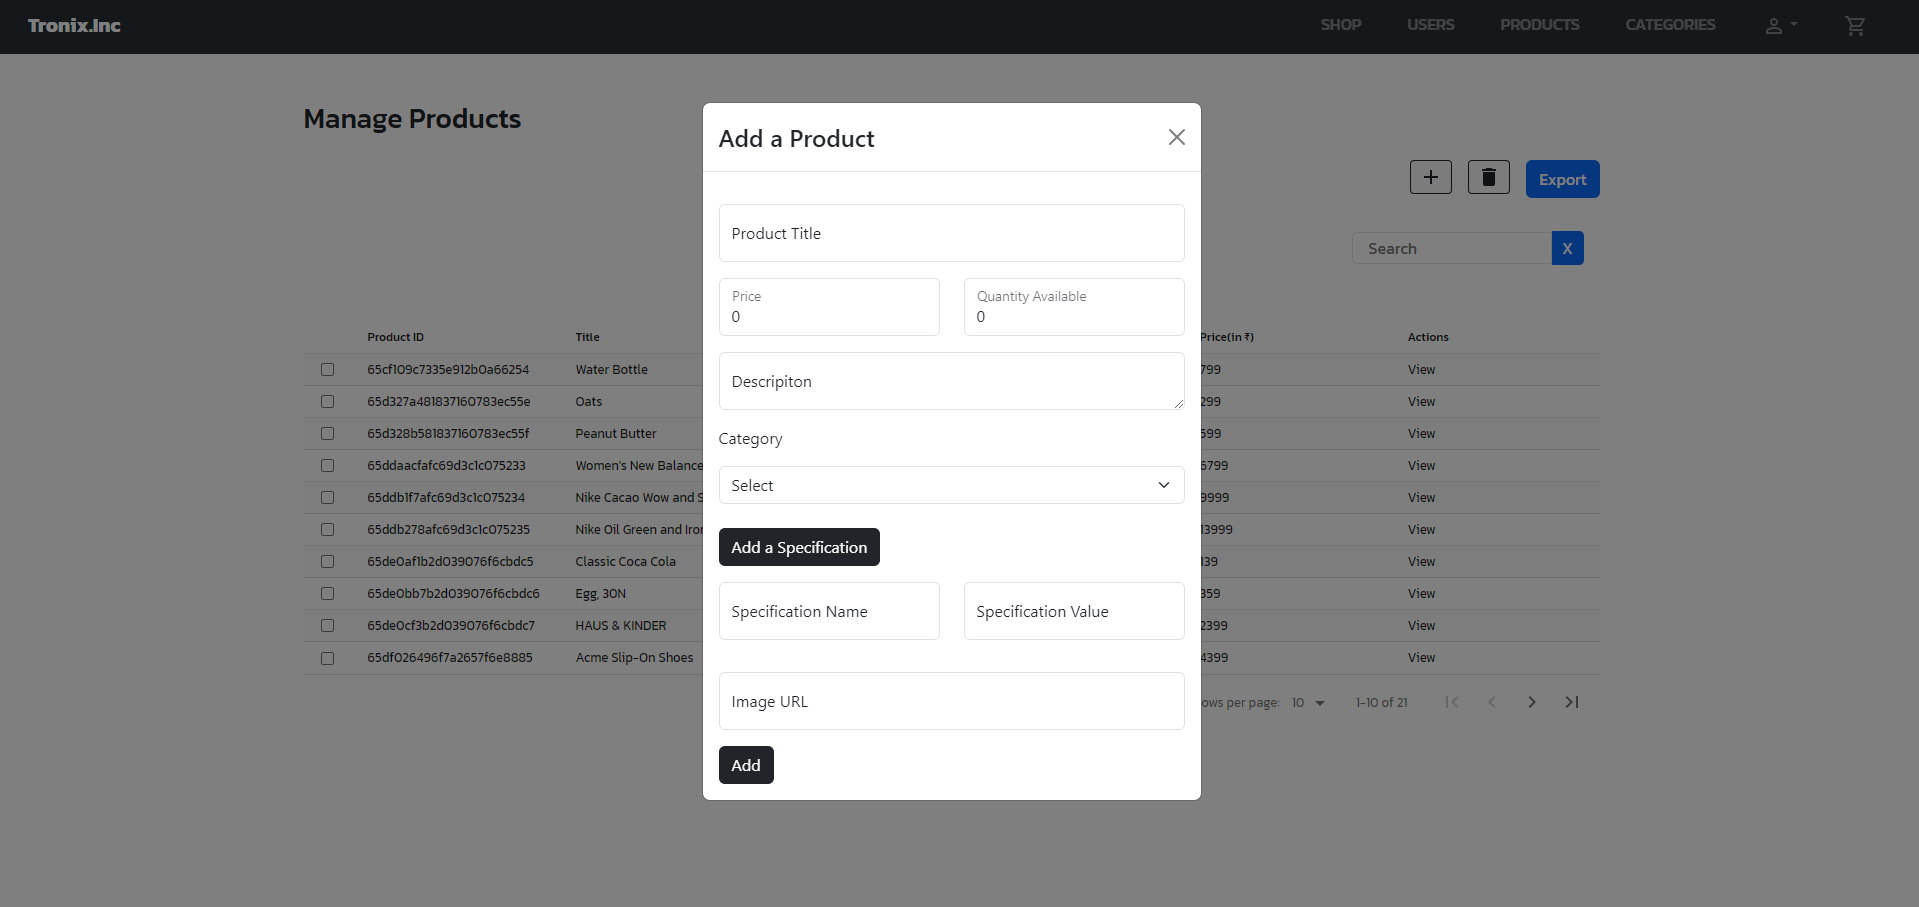 Tronix.Inc SHOP USERS PRODUCTS CATEGORIES
Manage Products
Export
Search X
Product ID Title Price(in ₹) Actions
65cf109c7335e912b0a66254 Water Bottle 799 View
65d327a481837160783ec55e Oats 299 View
65d328b581837160783ec55f Peanut Butter 599 View
65ddaacfafc69d3c1c075233 Women's New Balance 6799 View
65ddb1f7afc69d3c1c075234 Nike Cacao Wow and S 9999 View
65ddb278afc69d3c1c075235 Nike Oil Green and Iron 13999 View
65de0af1b2d039076f6cbdc5 Classic Coca Cola 139 View
65de0bb7b2d039076f6cbdc6 Egg, 30N 359 View
65de0cf3b2d039076f6cbdc7 HAUS & KINDER 2399 View
65df026496f7a2657f6e8885 Acme Slip-On Shoes 4399 View
ows per page: 10 1-10 of 21
Add a Product
Product Title
Price Quantity Available
0 0
Descripiton
Category
Select
Add a Specification
Specification Name Specification Value
Image URL
Add